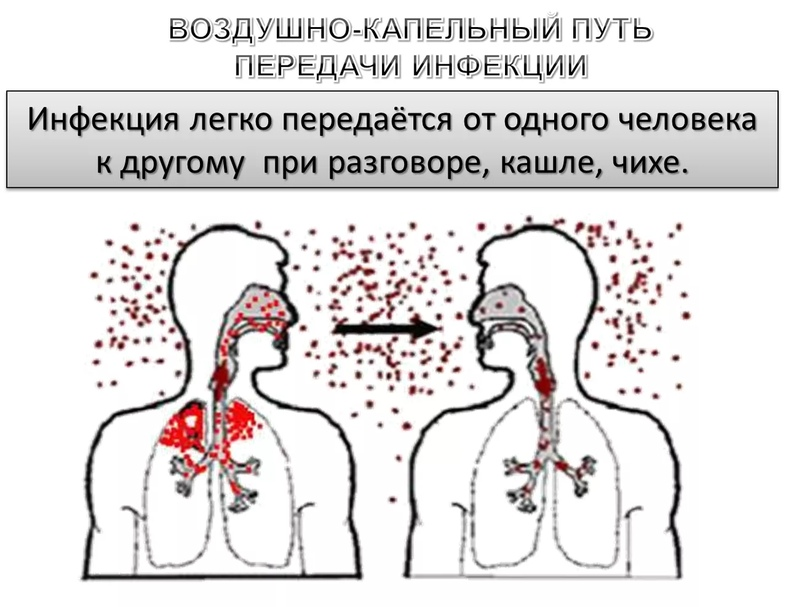 ВОЗДУШНО-КАПЕЛЬНЫЙ ПУТЬ
ПЕРЕДАЧИ ИНФЕКЦИИ
Инфекция легко передаётся от одного человека
к другому при разговоре, кашле, чихе.